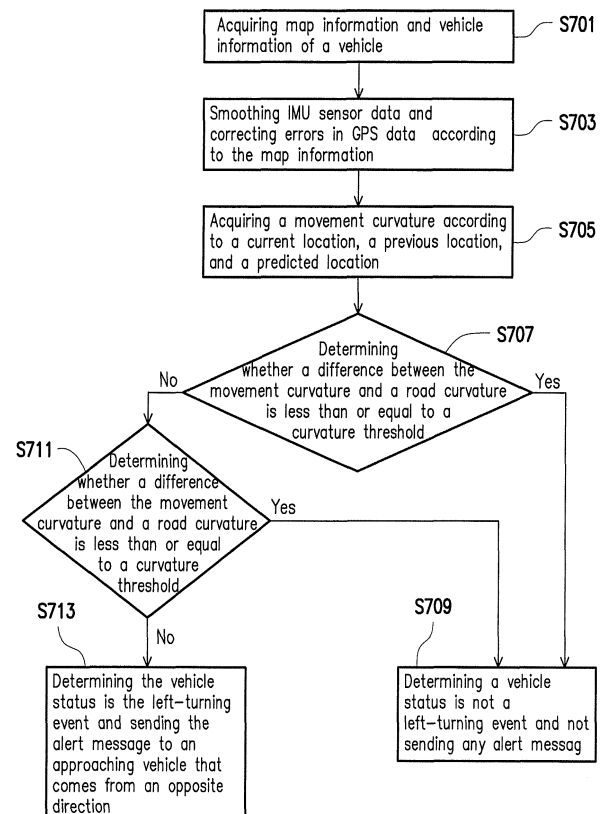 Acquiring map information and vehicle
information of a vehicle
S701
Smoothing IMU sensor data and
correcting errors in GPS data according
to the map information
S703
Acquiring a movement curvature according
to a current location, a previous location,
and a predicted location
S705
S707
Determining
whether a difference between the
movement curvature and a road curvature
is less than or equal to a
curvature threshold
No
Yes
S711
Determining
whether a difference
between the movement
curvature and a road curvature
is less than or equal
to a curvature
threshold
Yes
No
S713
Determining the vehicle
status is the left-turning
event and sending the
alert message to an
approaching vehicle that
comes from an opposite
direction
S709
Determining a vehicle
status is not a
left-turning event and not
sending any alert messag